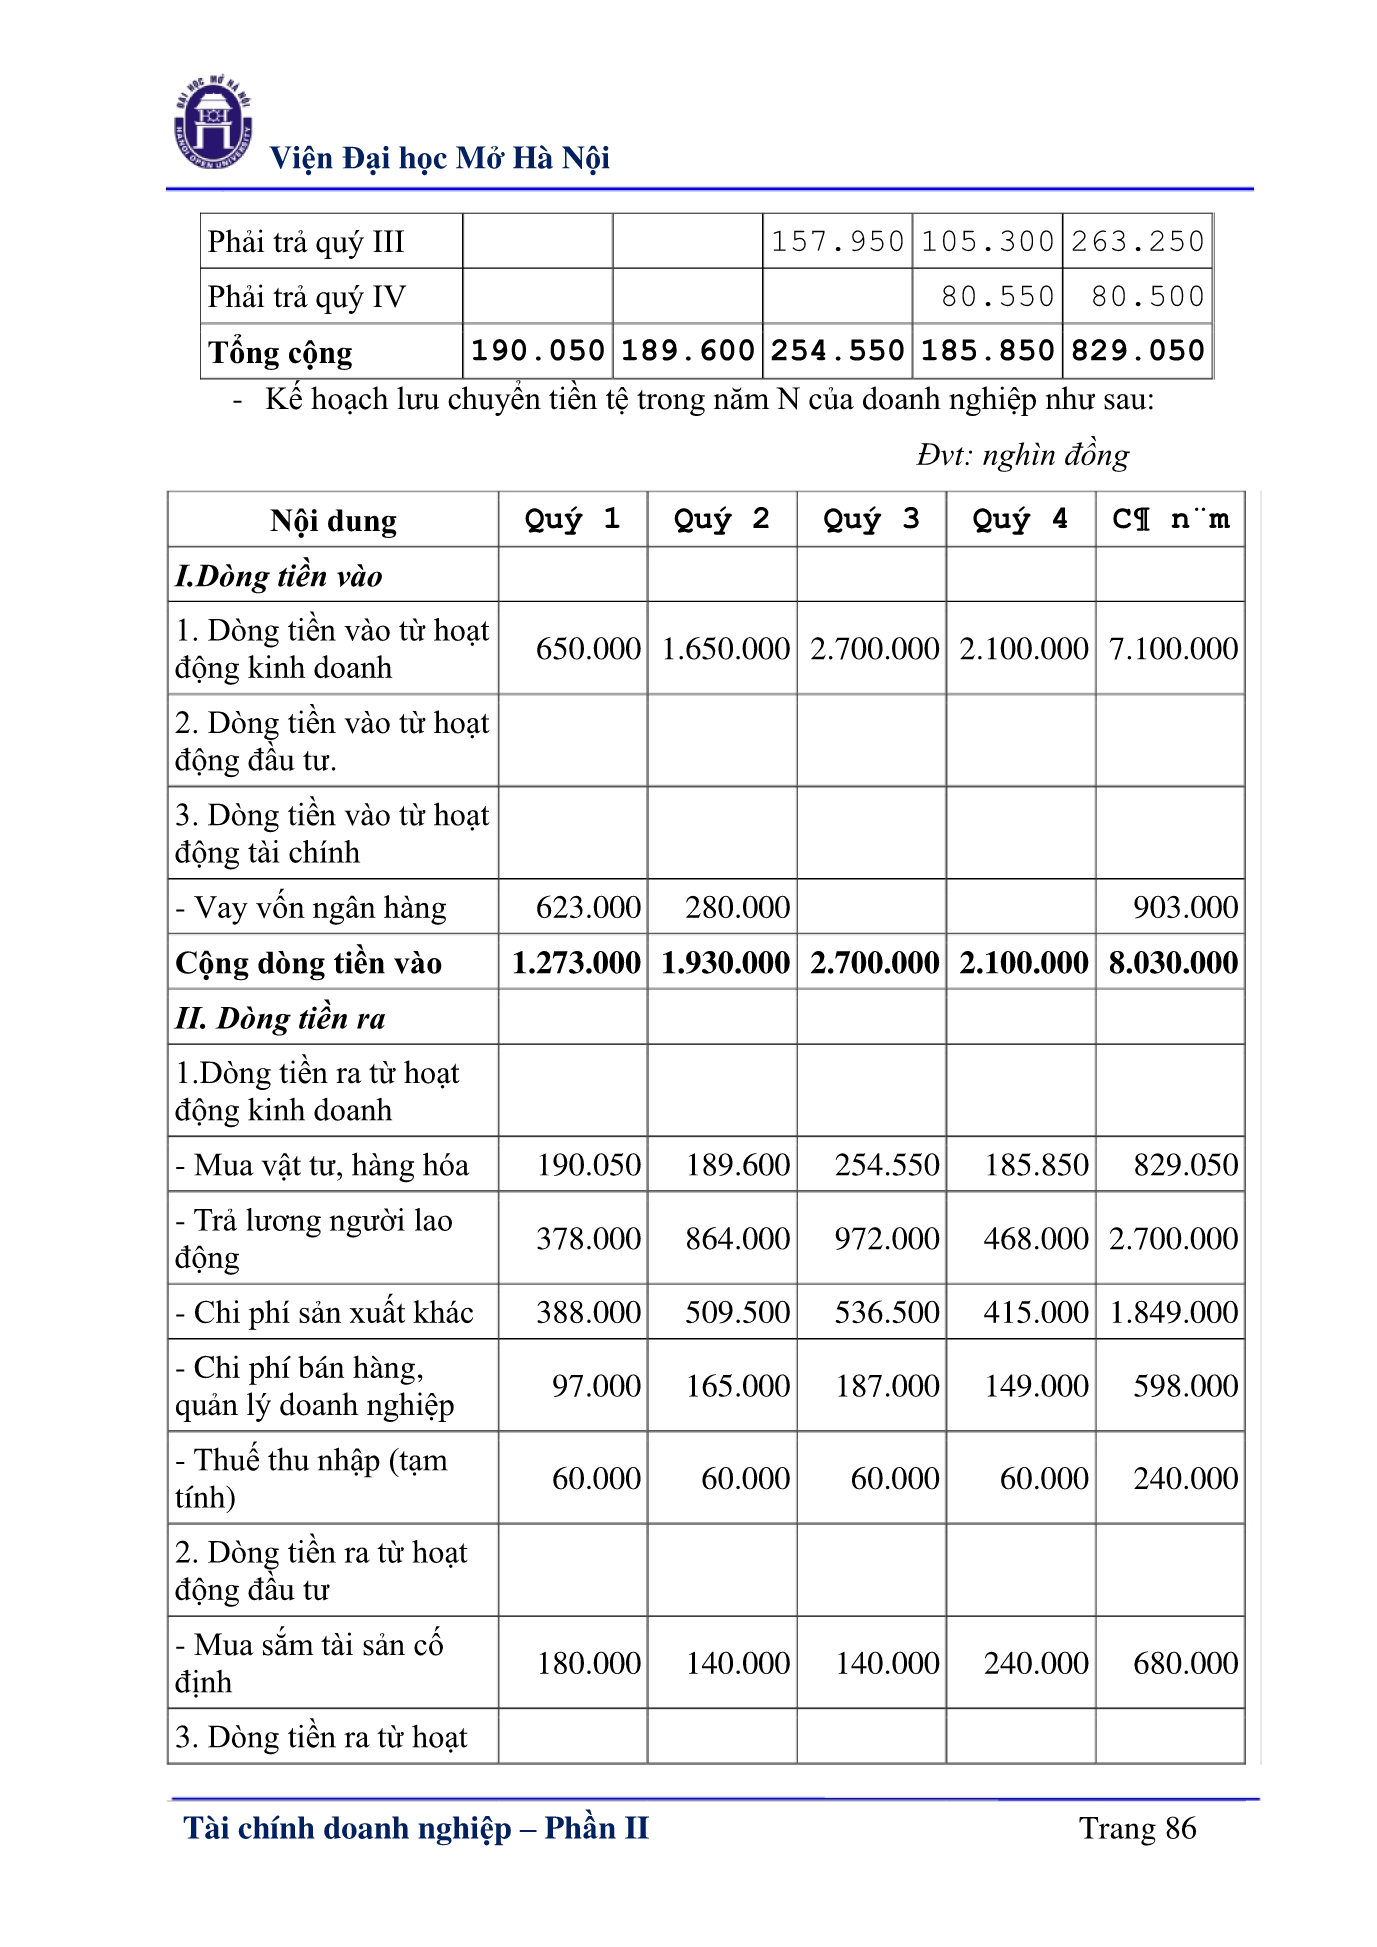 ĐẠI HỌC MỞ HÀ NỘI
HANOI OPEN UNIVERSITY
Viện Đại học Mở Hà Nội
Phải trả quý III 157.950 105.300 263.250
Phải trả quý IV 80.550 80.500
Tổng cộng 190.050 189.600 254.550 185.850 829.050
- Kế hoạch lưu chuyển tiền tệ trong năm N của doanh nghiệp như sau:
Đvt: nghìn đồng
Nội dung Quý 1 Quý 2 Quý 3 Quý 4 C¶ n¨m
I.Dòng tiền vào
1. Dòng tiền vào từ hoạt
động kinh doanh 650.000 1.650.000 2.700.000 2.100.000 7.100.000
2. Dòng tiền vào từ hoạt
động đầu tư.
3. Dòng tiền vào từ hoạt
động tài chính
- Vay vốn ngân hàng 623.000 280.000 903.000
Cộng dòng tiền vào 1.273.000 1.930.000 2.700.000 2.100.000 8.030.000
II. Dòng tiền ra
1.Dòng tiền ra từ hoạt
động kinh doanh
- Mua vật tư, hàng hóa 190.050 189.600 254.550 185.850 829.050
- Trả lương người lao
động 378.000 864.000 972.000 468.000 2.700.000
- Chi phí sản xuất khác 388.000 509.500 536.500 415.000 1.849.000
- Chi phí bán hàng,
quản lý doanh nghiệp 97.000 165.000 187.000 149.000 598.000
- Thuế thu nhập (tạm
tính) 60.000 60.000 60.000 60.000 240.000
2. Dòng tiền ra từ hoạt
động đầu tư
- Mua sắm tài sản cố
định 180.000 140.000 140.000 240.000 680.000
3. Dòng tiền ra từ hoạt
Tài chính doanh nghiệp – Phần II Trang 86